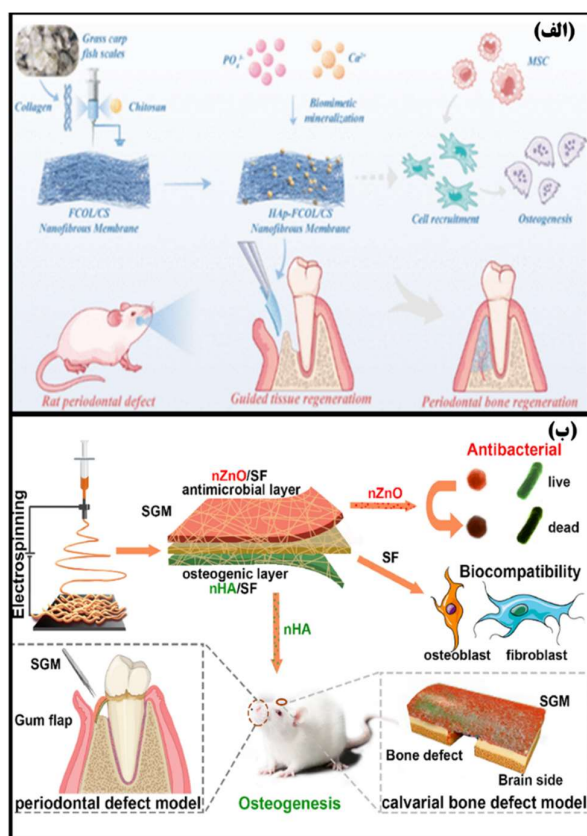 (الف)
Grass carp
fish scales
Collagen
Chitosan
PO₄³⁻
Ca²⁺
Biomimetic
mineralization
MSC
FCOL/CS
Nanofibrous Membrane
HAp-FCOL/CS
Nanofibrous Membrane
Cell recruitment
Osteogenesis
Rat periodontal defect
Guided tissue regeneratiom
Periodontal bone regeneration
(ب)
Electrospinning
nZnO/SF
antimicrobial layer
SGM
osteogenic layer
nHA/SF
nZnO
Antibacterial
live
dead
SF
Biocompatibility
osteoblast
fibroblast
nHA
SGM
Gum flap
periodontal defect model
Osteogenesis
SGM
Bone defect
Brain side
calvarial bone defect model